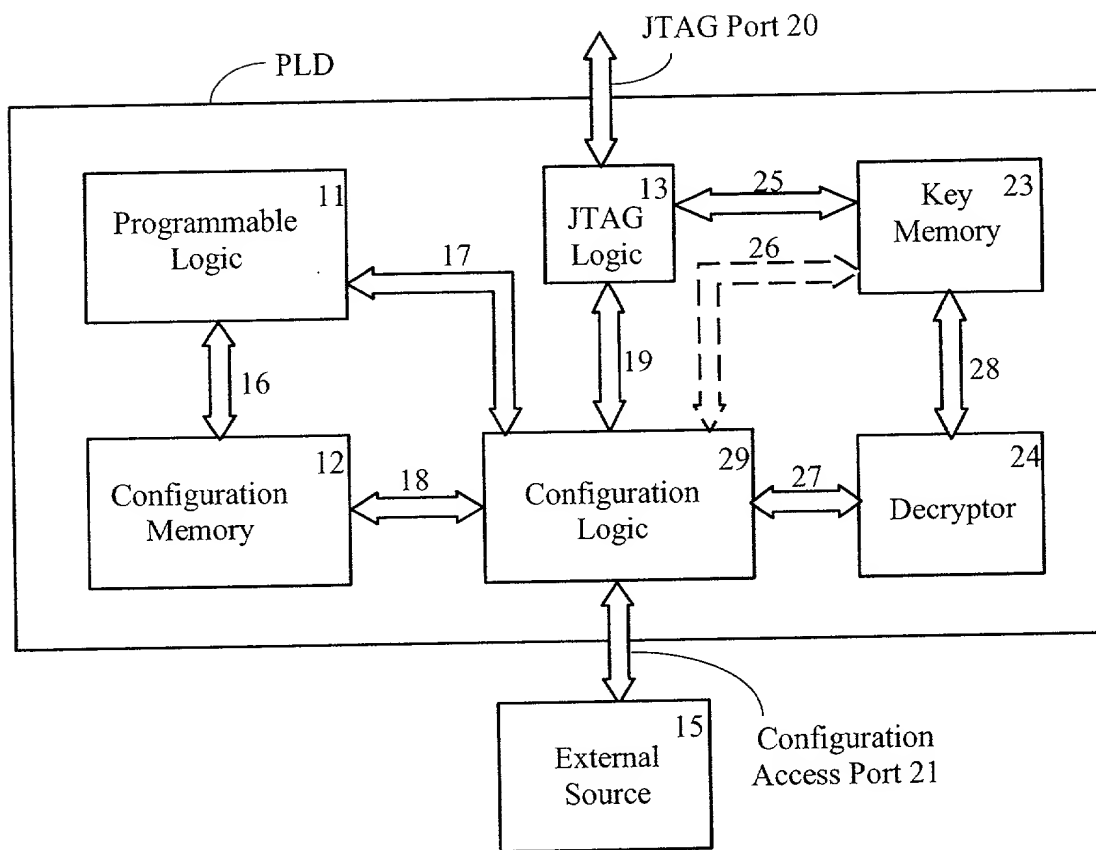 JTAG Port 20
PLD
11
Programmable
Logic
13
JTAG
Logic
25
23
Key
Memory
17
26
16
19
28
12
Configuration
Memory
18
29
Configuration
Logic
27
24
Decryptor
15
External
Source
Configuration
Access Port 21